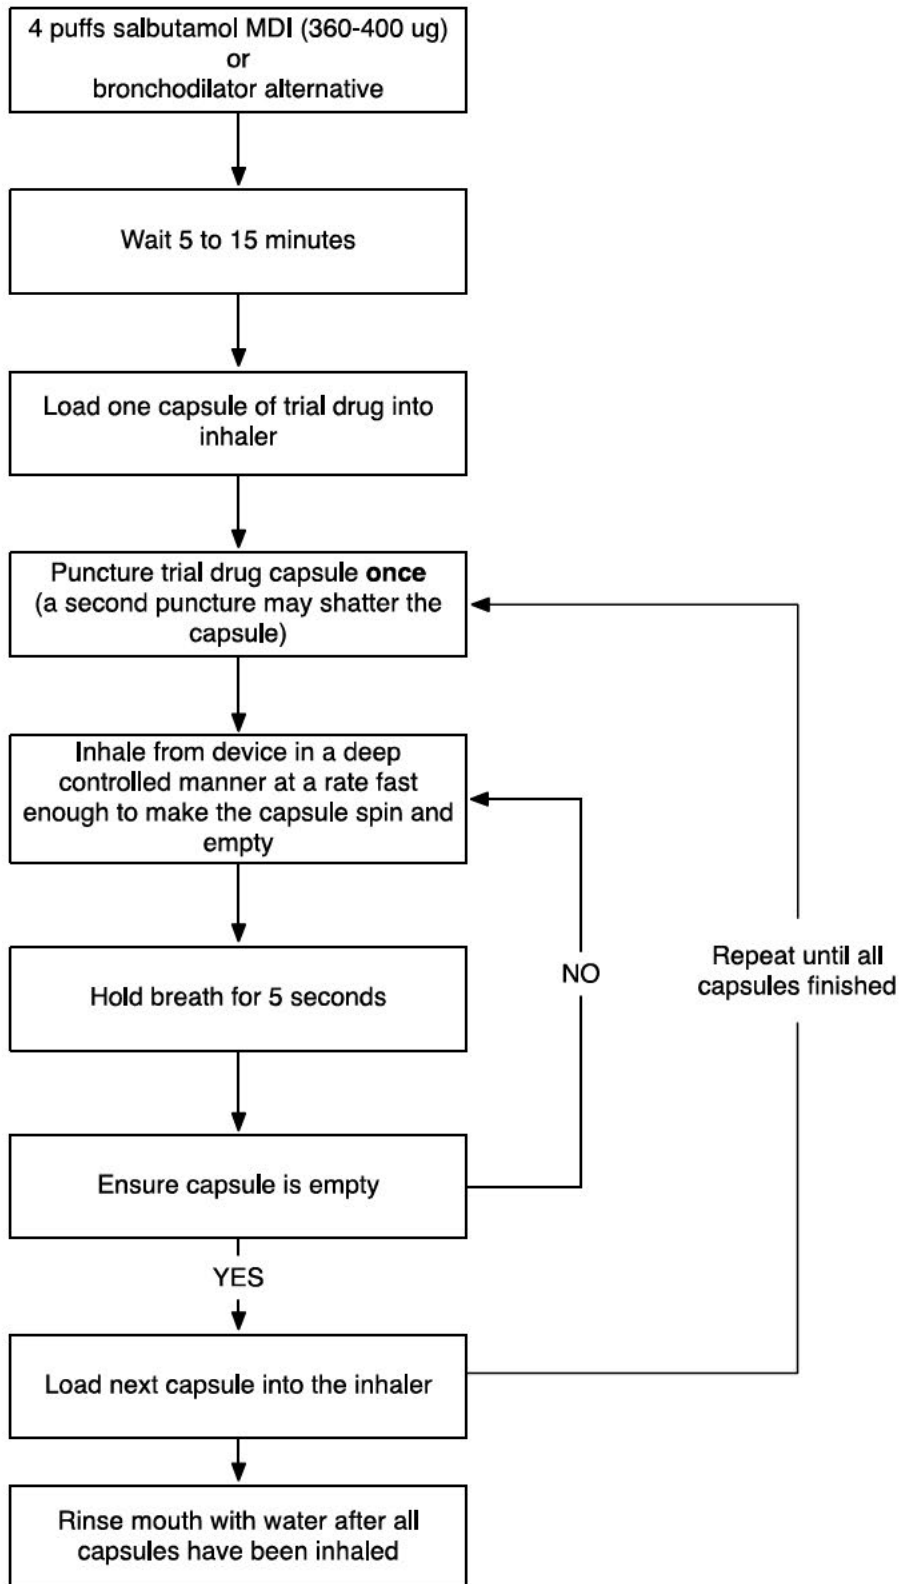 4 puffs salbutamol MDI (360-400 ug)
or
bronchodilator alternative
Wait 5 to 15 minutes
Load one capsule of trial drug into
inhaler
Puncture trial drug capsule once
(a second puncture may shatter the
capsule)
Inhale from device in a deep
controlled manner at a rate fast
enough to make the capsule spin and
empty
Hold breath for 5 seconds
NO
Repeat until all
capsules finished
Ensure capsule is empty
YES
Load next capsule into the inhaler
Rinse mouth with water after all
capsules have been inhaled